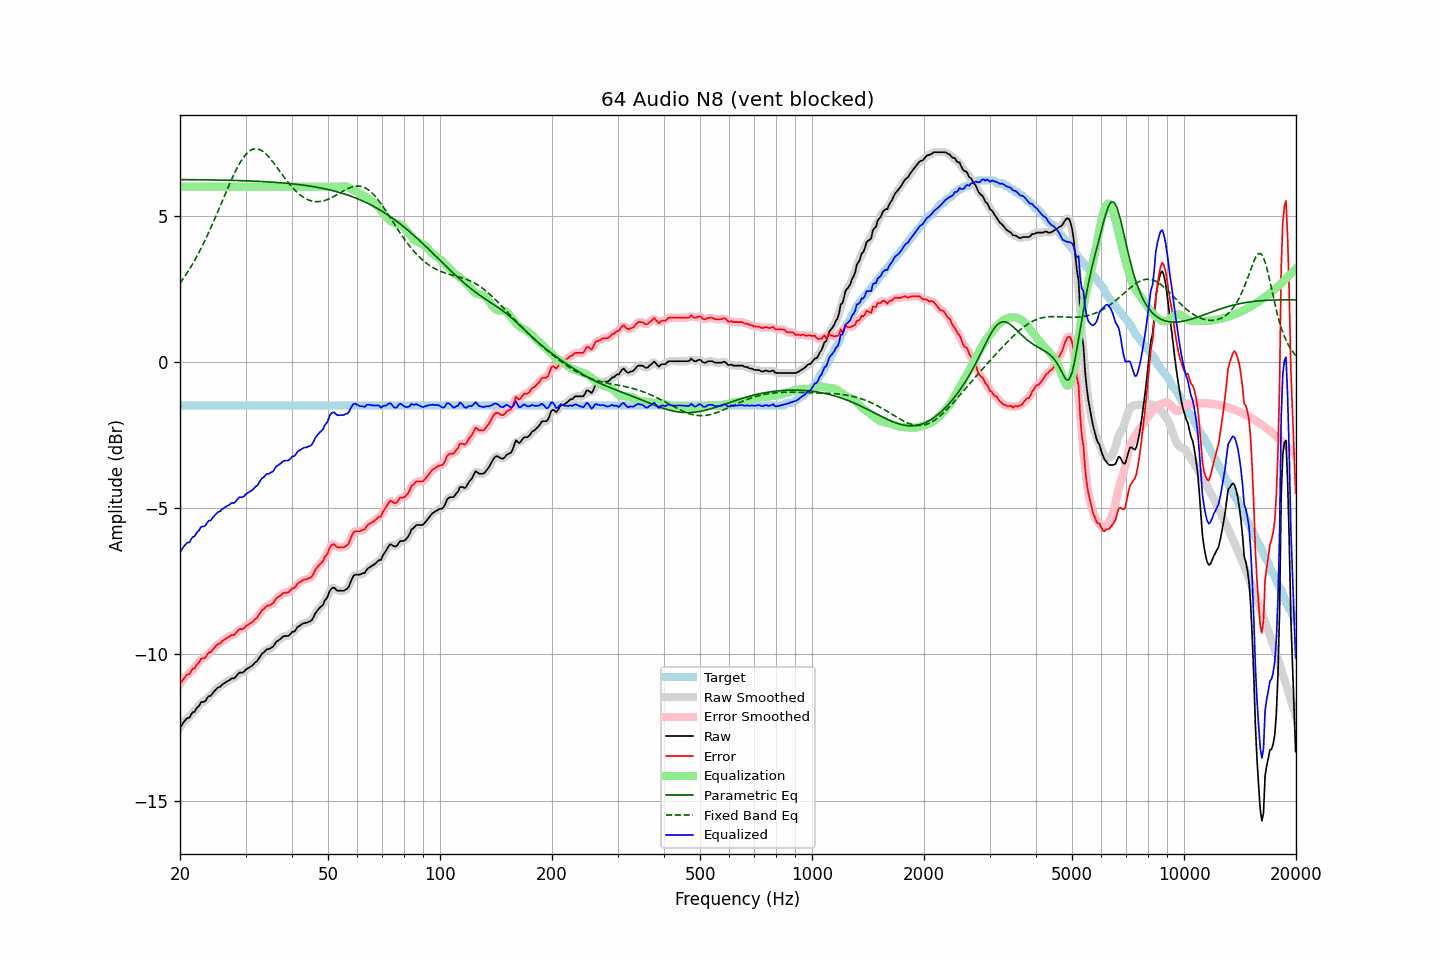 64 Audio N8 (vent blocked)
Amplitude (dBr)
5
0
−5
−10
−15
Target
Raw Smoothed
Error Smoothed
Raw
Error
Equalization
Parametric Eq
Fixed Band Eq
Equalized
20 50 100 200 500 1000 2000 5000 10000 20000
Frequency (Hz)